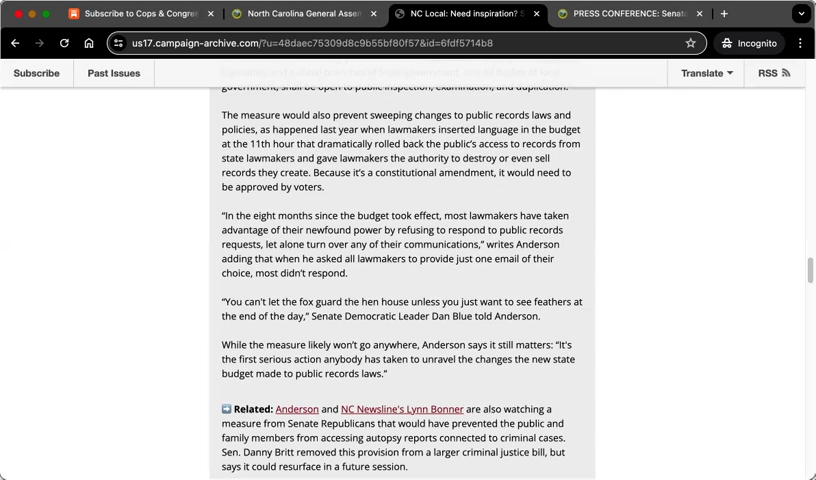 Subscribe to Cops & Congre
North Carolina General Assem
NC Local: Need inspiration? S
PRESS CONFERENCE: Senat
us17.campaign-archive.com/?u=48daec75309d8c9b55bf80f57&id=6fdf5714b8
Incognito
Subscribe
Past Issues
Translate
RSS
government, shall be open to public inspection, examination, and duplication.
The measure would also prevent sweeping changes to public records laws and
policies, as happened last year when lawmakers inserted language in the budget
at the 11th hour that dramatically rolled back the public's access to records from
state lawmakers and gave lawmakers the authority to destroy or even sell
records they create. Because it's a constitutional amendment, it would need to
be approved by voters.
“In the eight months since the budget took effect, most lawmakers have taken
advantage of their newfound power by refusing to respond to public records
requests, let alone turn over any of their communications,” writes Anderson
adding that when he asked all lawmakers to provide just one email of their
choice, most didn't respond.
“You can't let the fox guard the hen house unless you just want to see feathers at
the end of the day,” Senate Democratic Leader Dan Blue told Anderson.
While the measure likely won't go anywhere, Anderson says it still matters: “It's
the first serious action anybody has taken to unravel the changes the new state
budget made to public records laws.”
Related: Anderson and NC Newsline's Lynn Bonner are also watching a
measure from Senate Republicans that would have prevented the public and
family members from accessing autopsy reports connected to criminal cases.
Sen. Danny Britt removed this provision from a larger criminal justice bill, but
says it could resurface in a future session.